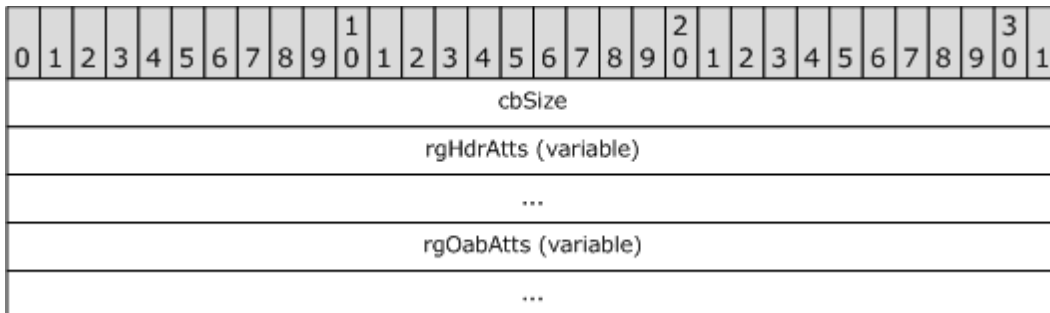 1 2 3
0 1 2 3 4 5 6 7 8 9 0 1 2 3 4 5 6 7 8 9 0 1 2 3 4 5 6 7 8 9 0 1
cbSize
rgHdrAtts (variable)
...
rgOabAtts (variable)
...